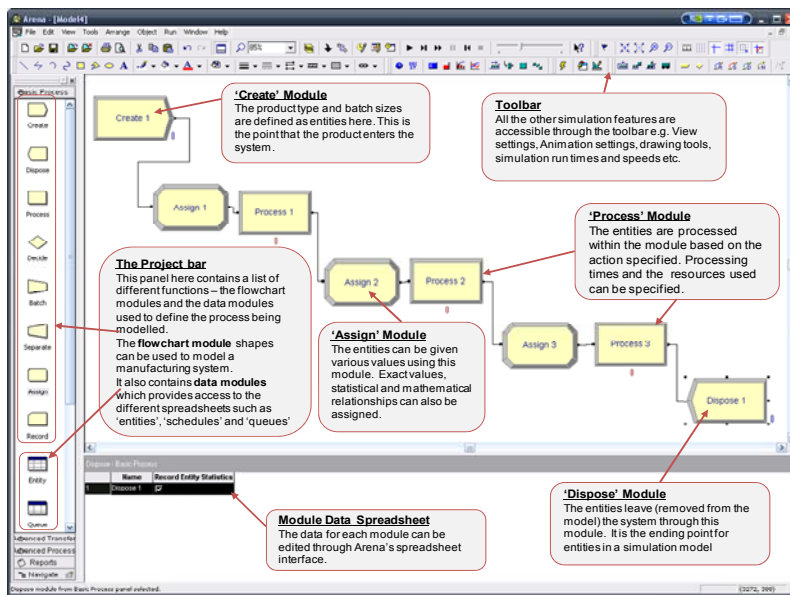 Arena - [Model4]
File Edit View Tools Arrange Object Run Window Help
85%
Basic Process
Create
Dispose
Process
Decide
Batch
Separate
Assign
Record
Entity
Queue
Advanced Transfer
Advanced Process
Reports
Navigate
Create 1
0
'Create' Module
The product type and batch sizes
are defined as entities here. This is
the point that the product enters the
system.
Toolbar
All the other simulation features are
accessible through the toolbar e.g. View
settings, Animation settings, drawing tools,
simulation run times and speeds etc.
Assign 1
Process 1
0
'Process' Module
The entities are processed
within the module based on the
action specified. Processing
times and the resources used
can be specified.
The Project bar
This panel here contains a list of
different functions – the flowchart
modules and the data modules
used to define the process being
modelled.
The flowchart module shapes
can be used to model a
manufacturing system.
It also contains data modules
which provides access to the
different spreadsheets such as
'entities', 'schedules' and 'queues'
Assign 2
Process 2
0
'Assign' Module
The entities can be given
various values using this
module. Exact values,
statistical and mathematical
relationships can also be
assigned.
Assign 3
Process 3
0
Dispose 1
0
Dispose - Basic Process
Name Record Entity Statistics
1 Dispose 1
Module Data Spreadsheet
The data for each module can be
edited through Arena's spreadsheet
interface.
'Dispose' Module
The entities leave (removed from the
model) the system through this
module. It is the ending point for
entities in a simulation model
Dispose module from Basic Process panel selected.
(3272, 300)